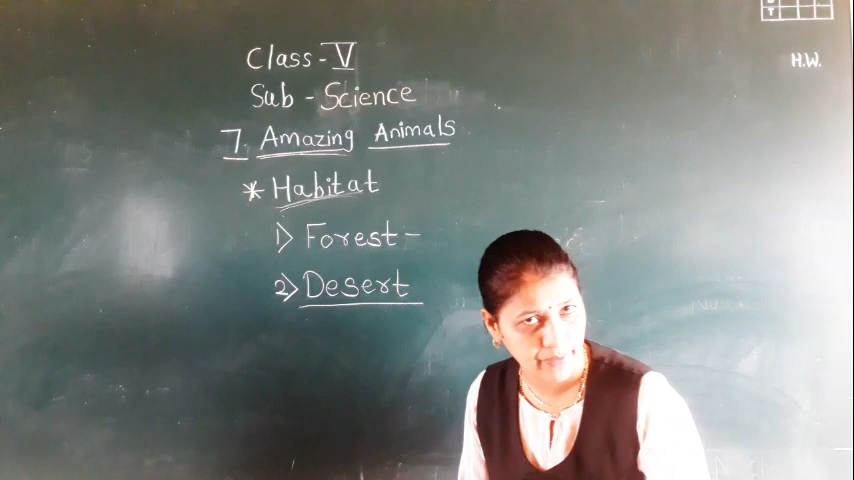 Class - V
Sub - Science
7. Amazing Animals
* Habitat
1) Forest -
2) Desert
H.W.
T